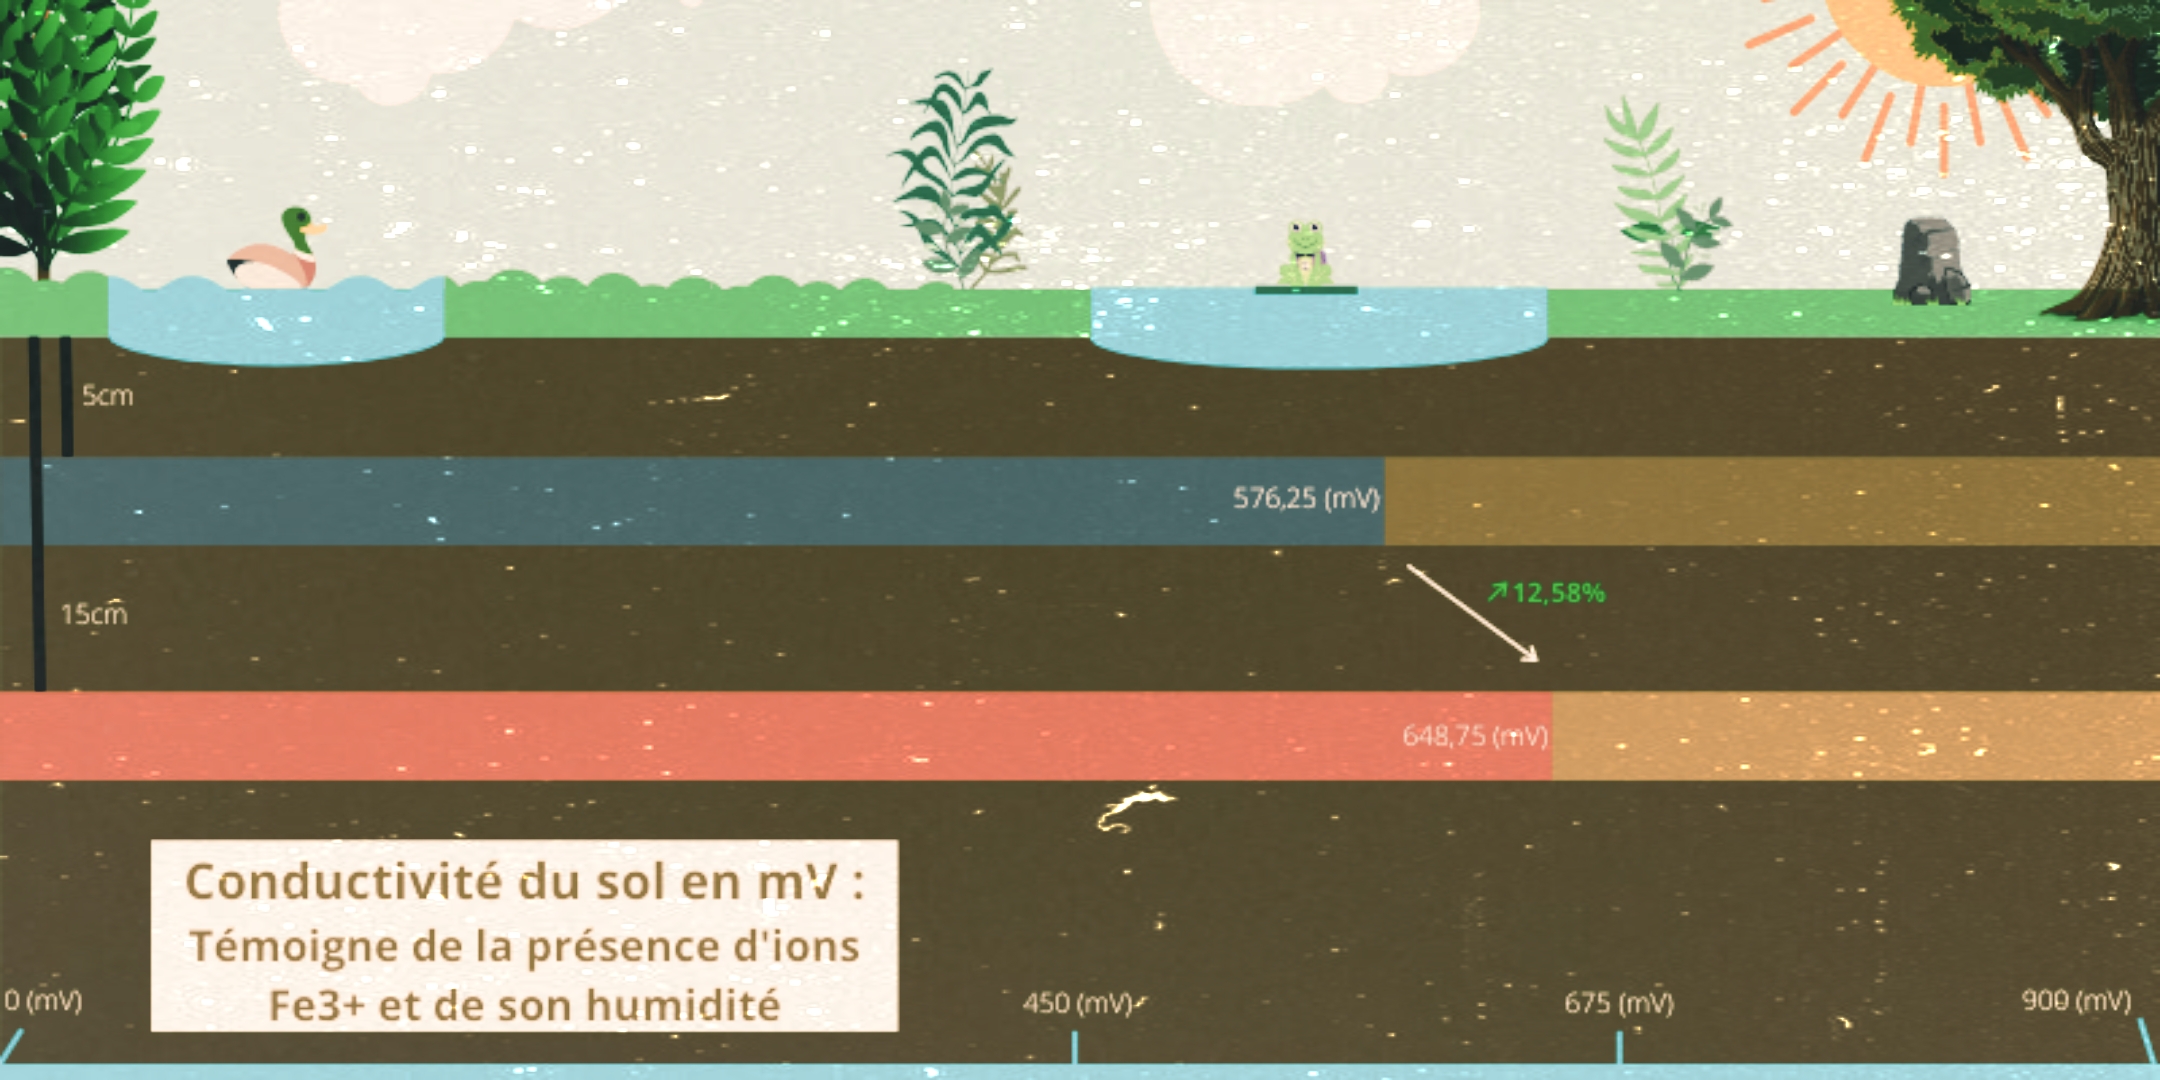 5cm
576,25 (mV)
↗12,58%
15cm
648,75 (mV)
Conductivité du sol en mV :
Témoigne de la présence d'ions
Fe3+ et de son humidité
0 (mV)
450 (mV)
675 (mV)
900 (mV)